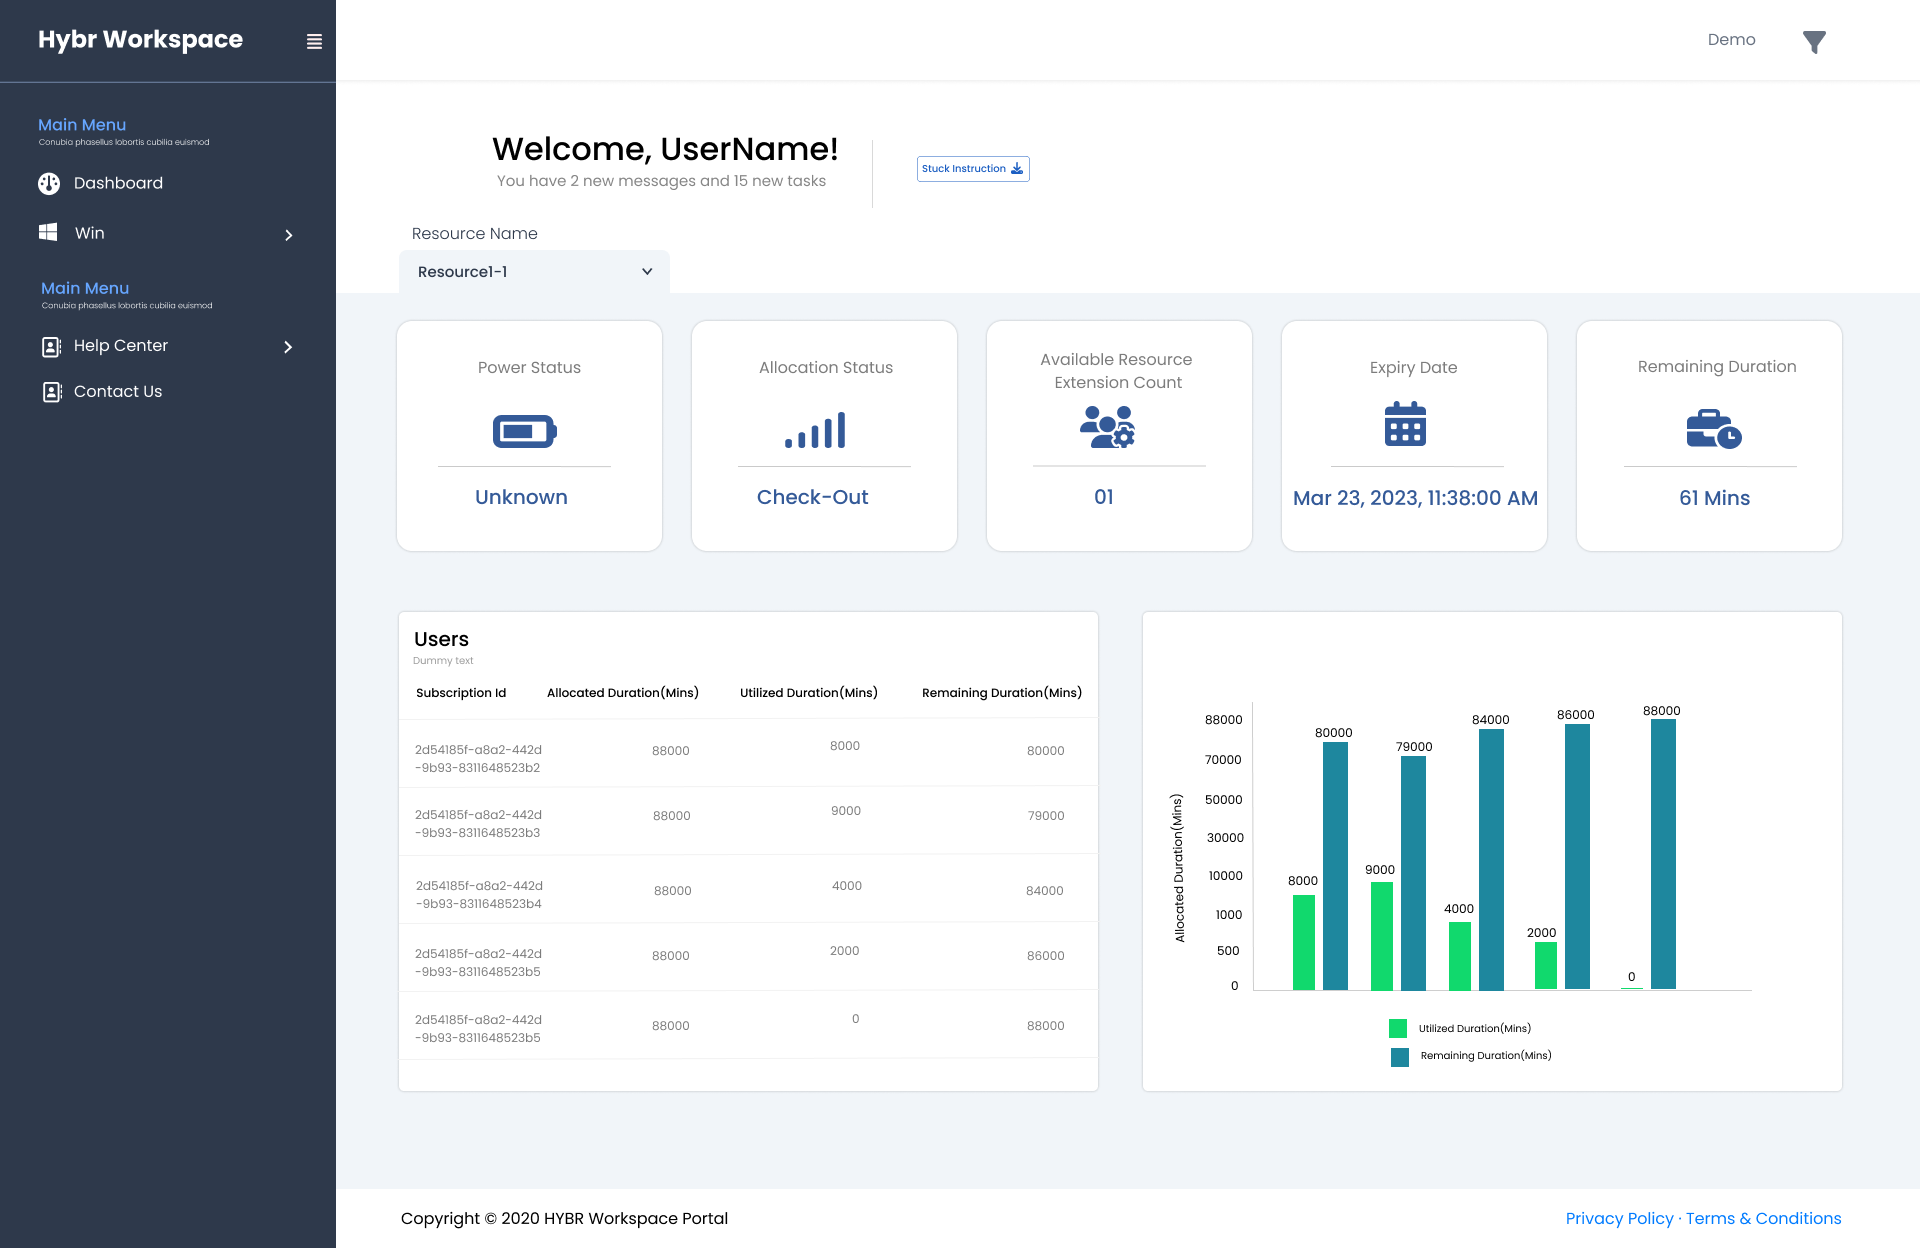 Hybr Workspace
Demo
Main Menu
Conubia phasellus lobortis cubilia euismod
Dashboard
Win
Main Menu
Conubia phasellus lobortis cubilia euismod
Help Center
Contact Us
Welcome, UserName!
You have 2 new messages and 15 new tasks
Stuck Instruction
Resource Name
Resource1-1
Power Status
Unknown
Allocation Status
Check-Out
Available Resource
Extension Count
01
Expiry Date
Mar 23, 2023, 11:38:00 AM
Remaining Duration
61 Mins
Users
Dummy text
Subscription Id Allocated Duration(Mins) Utilized Duration(Mins) Remaining Duration(Mins)
2d54185f-a8a2-442d 88000 8000 80000
-9b93-8311648523b2
2d54185f-a8a2-442d 88000 9000 79000
-9b93-8311648523b3
2d54185f-a8a2-442d 88000 4000 84000
-9b93-8311648523b4
2d54185f-a8a2-442d 88000 2000 86000
-9b93-8311648523b5
2d54185f-a8a2-442d 88000 0 88000
-9b93-8311648523b5
Allocated Duration(Mins)
88000
70000
50000
30000
10000
1000
500
0
8000
80000
9000
79000
4000
84000
2000
86000
0
88000
Utilized Duration(Mins)
Remaining Duration(Mins)
Copyright © 2020 HYBR Workspace Portal
Privacy Policy · Terms & Conditions